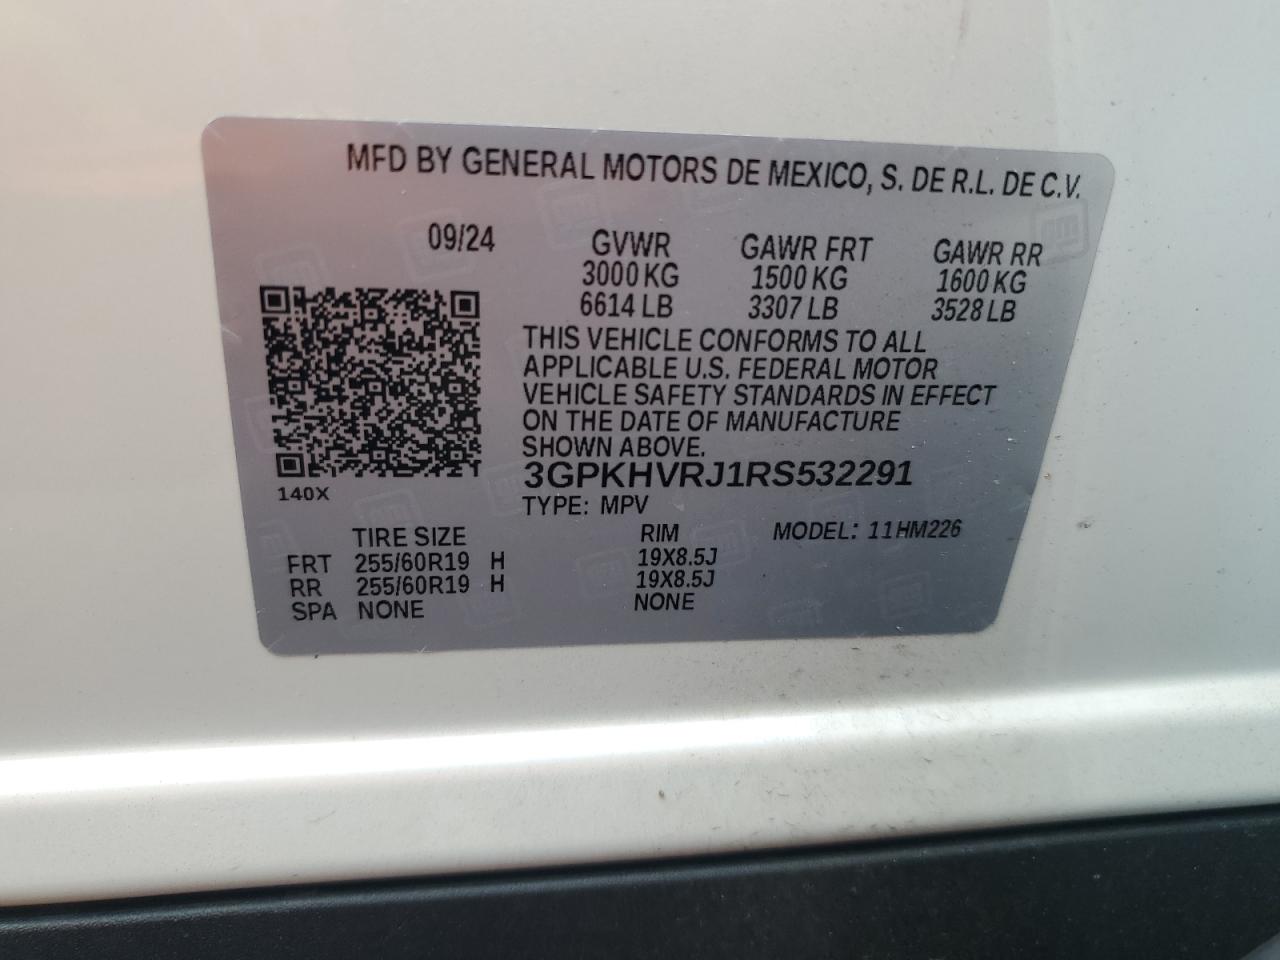 MFD BY GENERAL MOTORS DE MEXICO, S. DE R.L. DE C.V.
09/24 GVWR GAWR FRT GAWR RR
3000 KG 1500 KG 1600 KG
6614 LB 3307 LB 3528 LB
THIS VEHICLE CONFORMS TO ALL
APPLICABLE U.S. FEDERAL MOTOR
VEHICLE SAFETY STANDARDS IN EFFECT
ON THE DATE OF MANUFACTURE
SHOWN ABOVE.
3GPKHVRJ1RS532291
140X
TYPE: MPV
TIRE SIZE RIM MODEL: 11HM226
FRT 255/60R19 H 19X8.5J
RR 255/60R19 H 19X8.5J
SPA NONE NONE